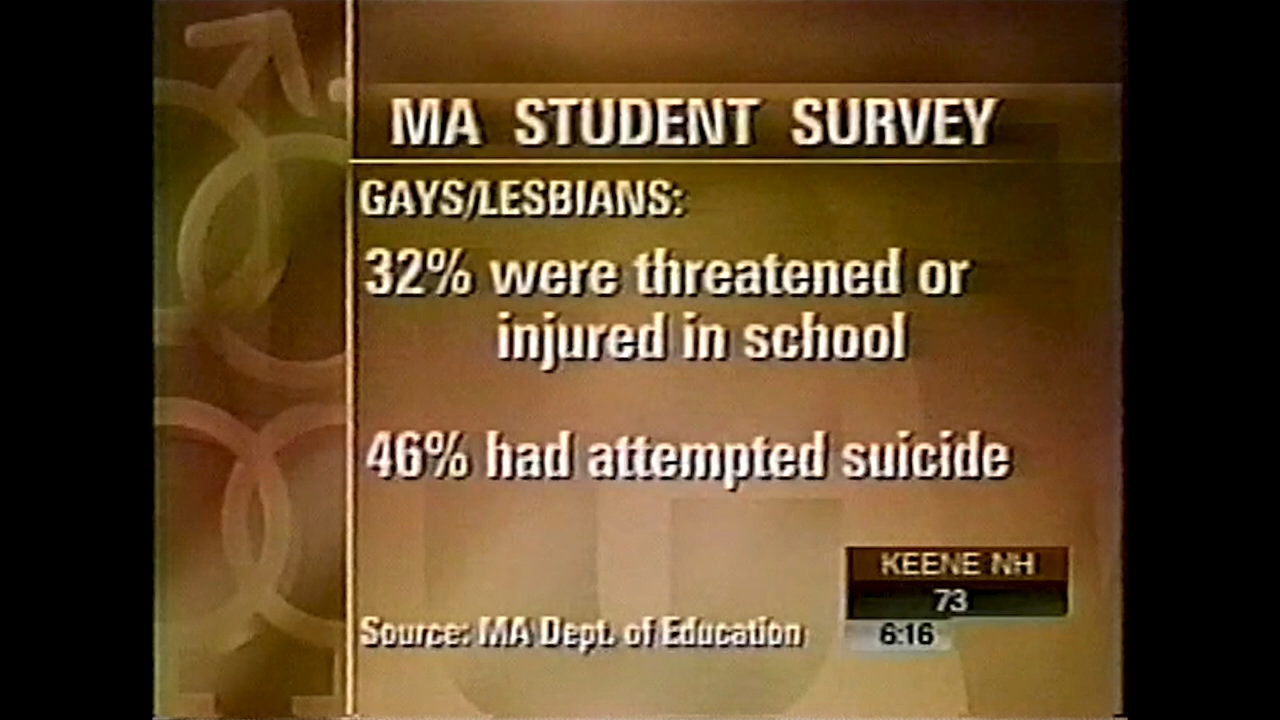 MA STUDENT SURVEY
GAYS/LESBIANS:
32% were threatened or
injured in school
46% had attempted suicide
KEENE NH
73
6:16
Source: MA Dept. of Education